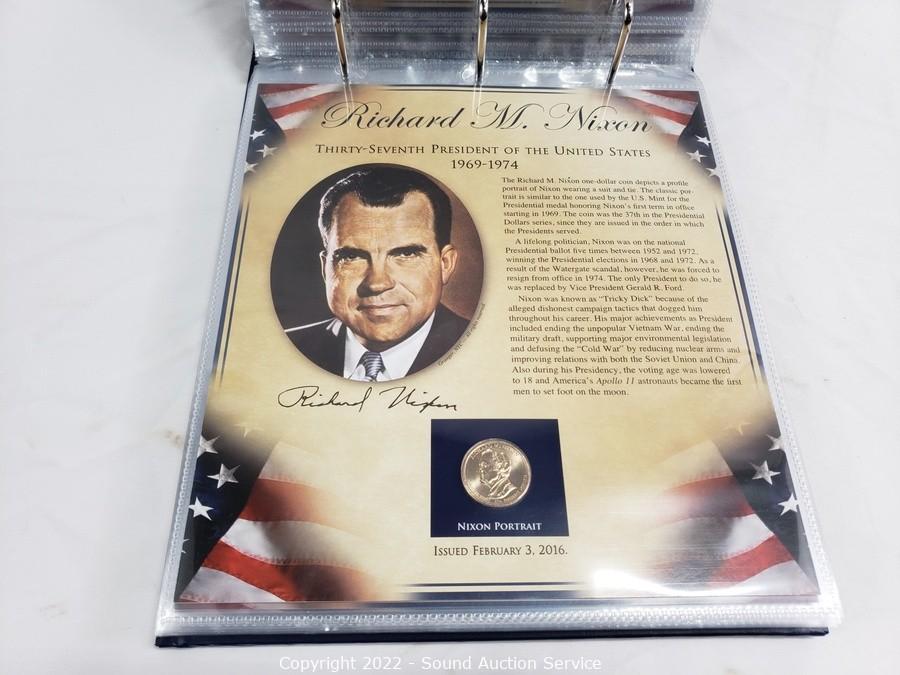 Richard M. Nixon
Thirty-Seventh President of the United States
1969-1974
The Richard M. Nixon one-dollar coin depicts a profile
portrait of Nixon wearing a suit and tie. The classic por-
trait is similar to the one used by the U.S. Mint for the
Presidential medal honoring Nixon's first term in office
starting in 1969. The coin was the 37th in the Presidential
Dollars series, since they are issued in the order in which
the Presidents served.
A lifelong politician, Nixon was on the national
Presidential ballot five times between 1952 and 1972,
winning the Presidential elections in 1968 and 1972. As a
result of the Watergate scandal, however, he was forced to
resign from office in 1974. The only President to do so, he
was replaced by Vice President Gerald R. Ford.
Nixon was known as "Tricky Dick" because of the
alleged dishonest campaign tactics that dogged him
throughout his career. His major achievements as President
included ending the unpopular Vietnam War, ending the
military draft, supporting major environmental legislation
and defusing the "Cold War" by reducing nuclear arms and
improving relations with both the Soviet Union and China.
Also during his Presidency, the voting age was lowered
to 18 and America's Apollo 11 astronauts became the first
men to set foot on the moon.
Richard Nixon
Nixon Portrait
Issued February 3, 2016.
Copyright 2022 - Sound Auction Service